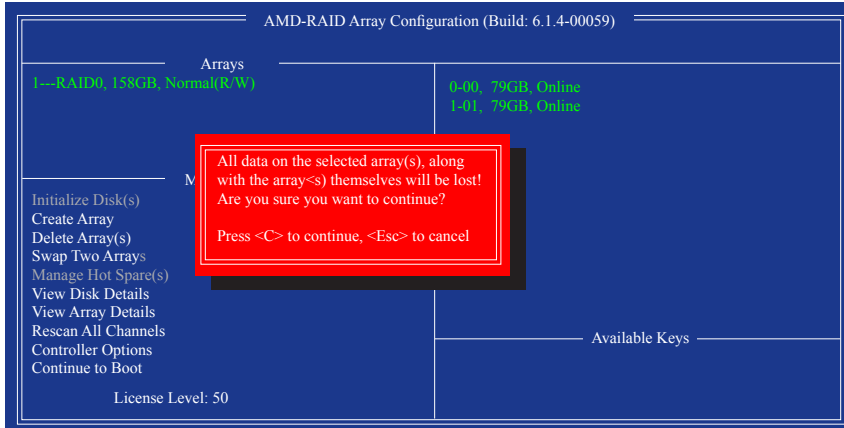 AMD-RAID Array Configuration (Build: 6.1.4-00059)
Arrays
1---RAID0, 158GB, Normal(R/W)
0-00, 79GB, Online
1-01, 79GB, Online
All data on the selected array(s), along
with the array<s) themselves will be lost!
Are you sure you want to continue?
Press <C> to continue, <Esc> to cancel
M
Initialize Disk(s)
Create Array
Delete Array(s)
Swap Two Arrays
Manage Hot Spare(s)
View Disk Details
View Array Details
Rescan All Channels
Controller Options
Continue to Boot
License Level: 50
Available Keys